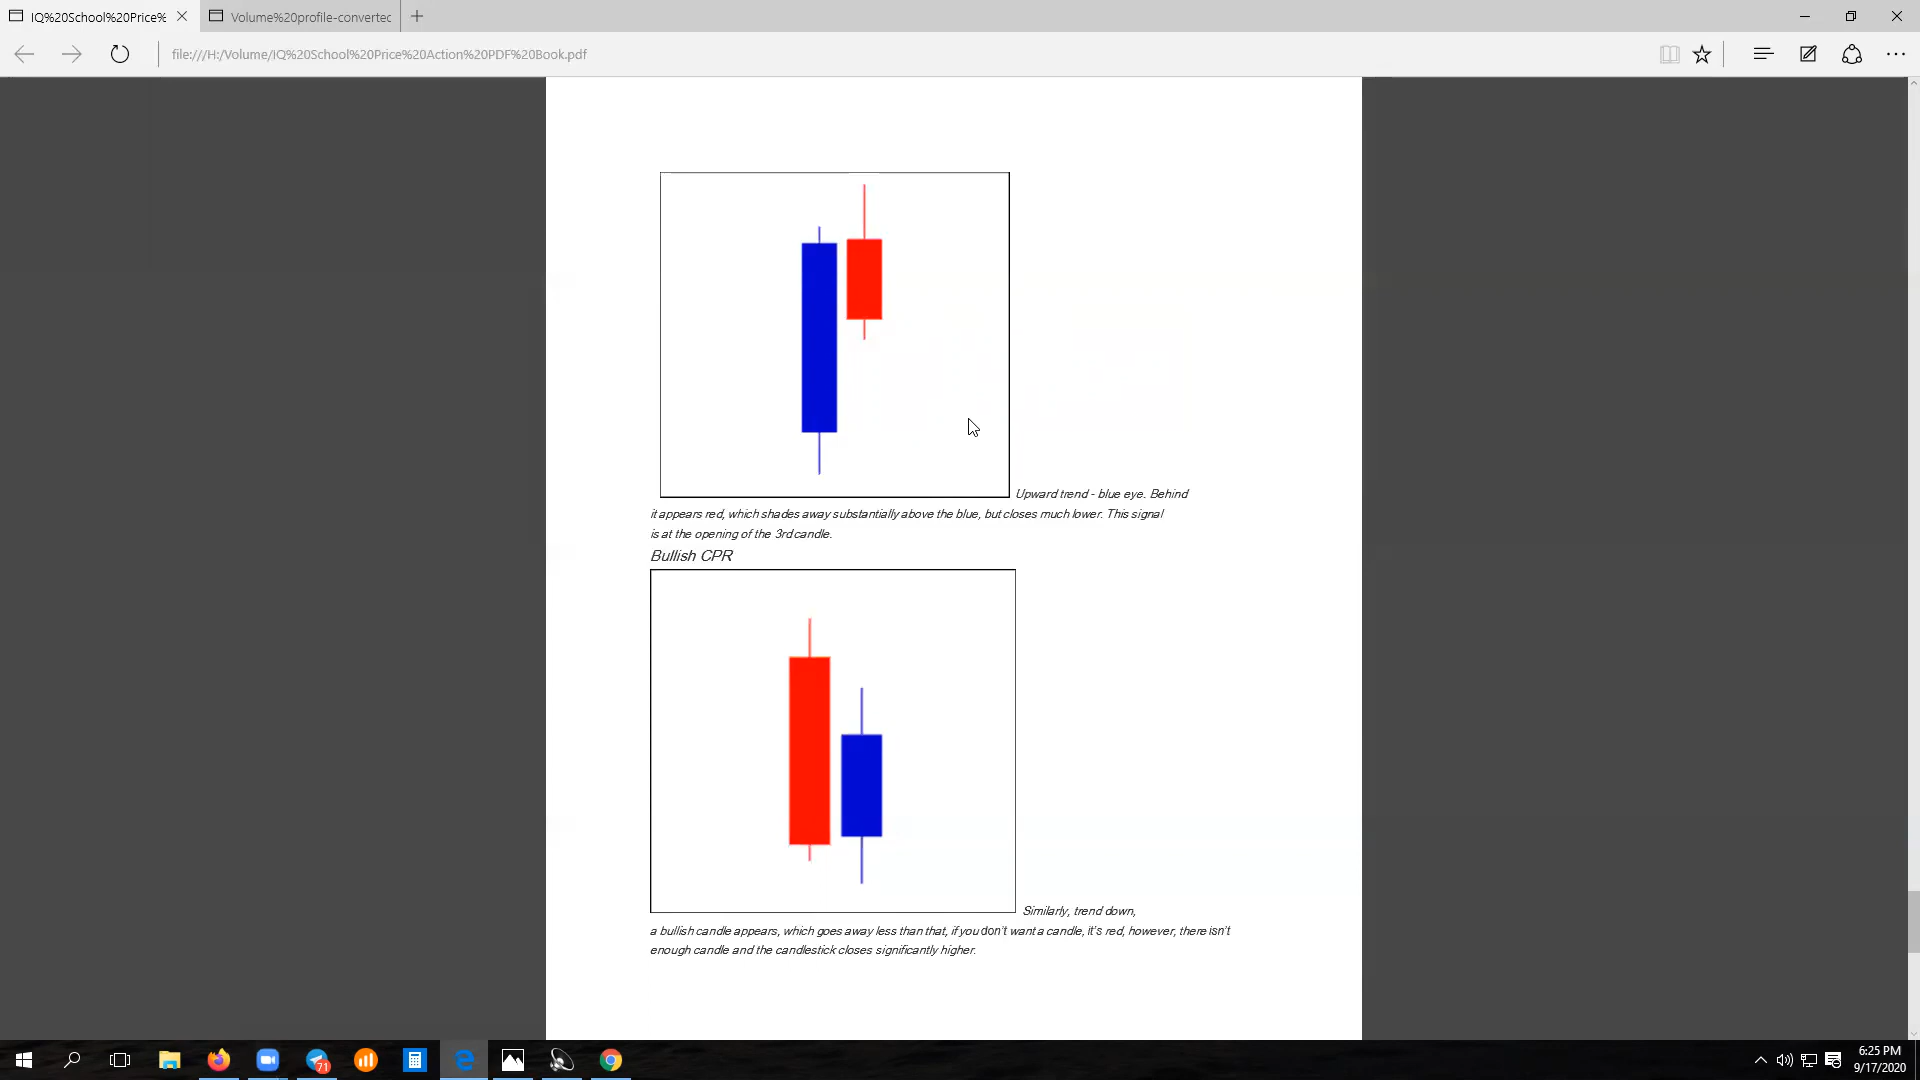 IQ%20School%20Price%
Volume%20profile-convertec
file:///H:/Volume/IQ%20School%20Price%20Action%20PDF%20Book.pdf
Upward trend - blue eye. Behind
it appears red, which shades away substantially above the blue, but closes much lower. This signal
is at the opening of the 3rd candle.
Bullish CPR
Similarly, trend down,
a bullish candle appears, which goes away less than that, if you don't want a candle, it's red, however, there isn't
enough candle and the candlestick closes significantly higher.
71
6:25 PM
9/17/2020